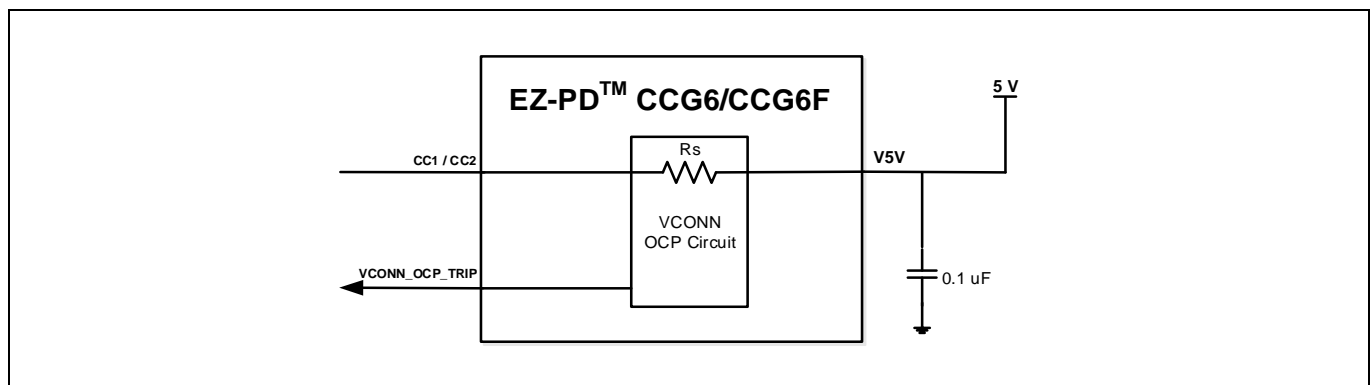 EZ-PD™ CCG6/CCG6F
5 V
Rs
CC1 / CC2
V5V
VCONN
OCP Circuit
VCONN_OCP_TRIP
0.1 uF